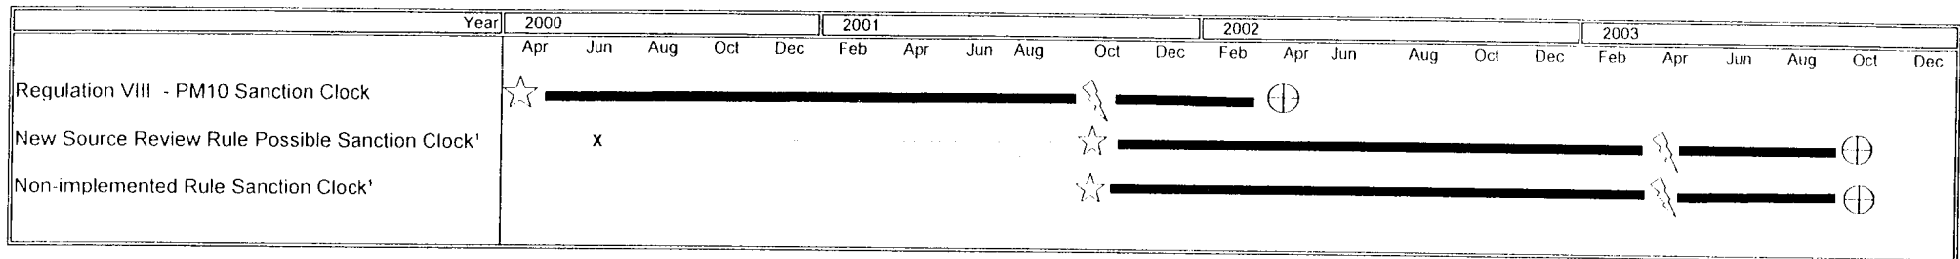 Year 2000 2001 2002 2003
Apr Jun Aug Oct Dec Feb Apr Jun Aug Oct Dec Feb Apr Jun Aug Oct Dec Feb Apr Jun Aug Oct Dec
Regulation VIII - PM10 Sanction Clock
New Source Review Rule Possible Sanction Clock¹ x
Non-implemented Rule Sanction Clock¹